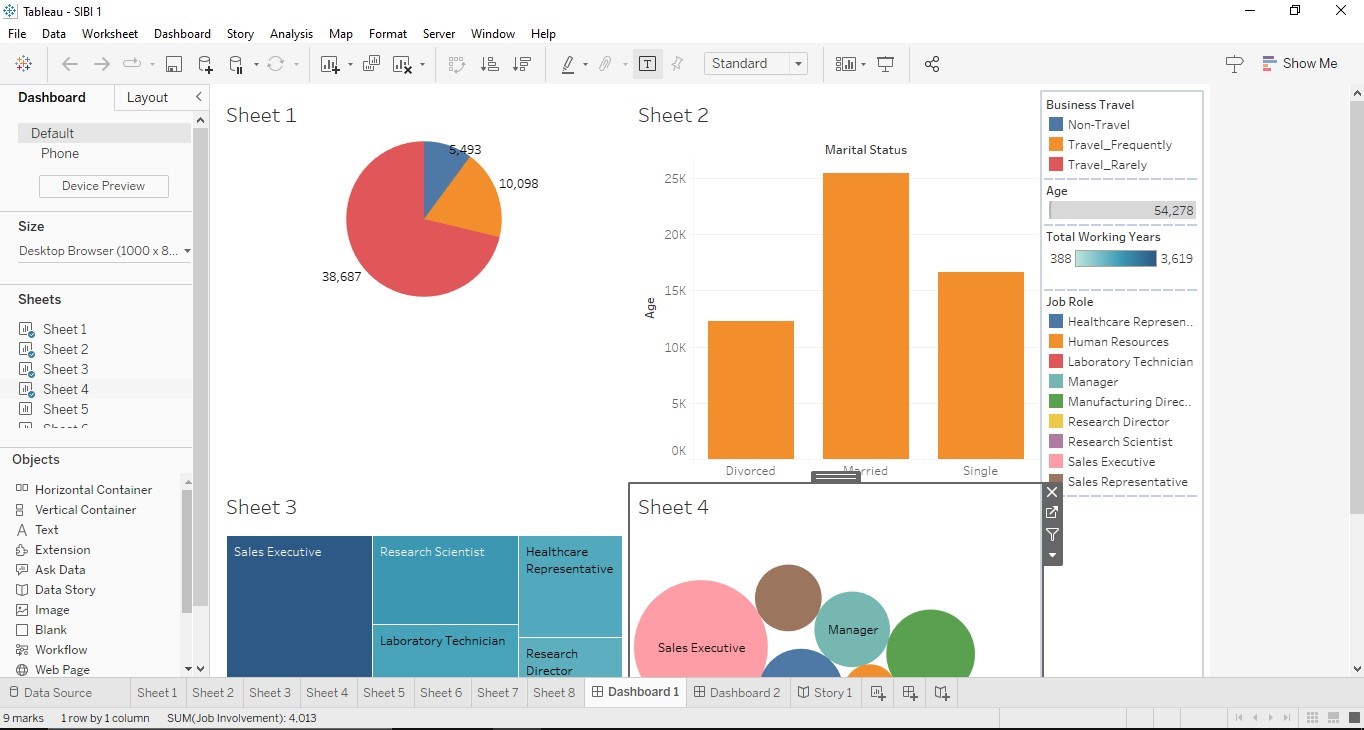 Tableau - SIBI 1
File Data Worksheet Dashboard Story Analysis Map Format Server Window Help
Standard
Show Me
Dashboard Layout
Default
Phone
Device Preview
Size
Desktop Browser (1000 x 8...
Sheets
Sheet 1
Sheet 2
Sheet 3
Sheet 4
Sheet 5
Objects
Horizontal Container
Vertical Container
Text
Extension
Ask Data
Data Story
Image
Blank
Workflow
Web Page
Sheet 1
5,493
10,098
38,687
Sheet 2
Marital Status
25K
20K
15K
10K
5K
0K
Age
Divorced Married Single
Business Travel
Non-Travel
Travel_Frequently
Travel_Rarely
Age
54,278
Total Working Years
388 3,619
Job Role
Healthcare Represen..
Human Resources
Laboratory Technician
Manager
Manufacturing Direc..
Research Director
Research Scientist
Sales Executive
Sales Representative
Sheet 3
Sales Executive
Research Scientist
Healthcare
Representative
Laboratory Technician
Research
Director
Sheet 4
Sales Executive
Manager
Data Source Sheet 1 Sheet 2 Sheet 3 Sheet 4 Sheet 5 Sheet 6 Sheet 7 Sheet 8 Dashboard 1 Dashboard 2 Story 1
9 marks 1 row by 1 column SUM(Job Involvement): 4,013